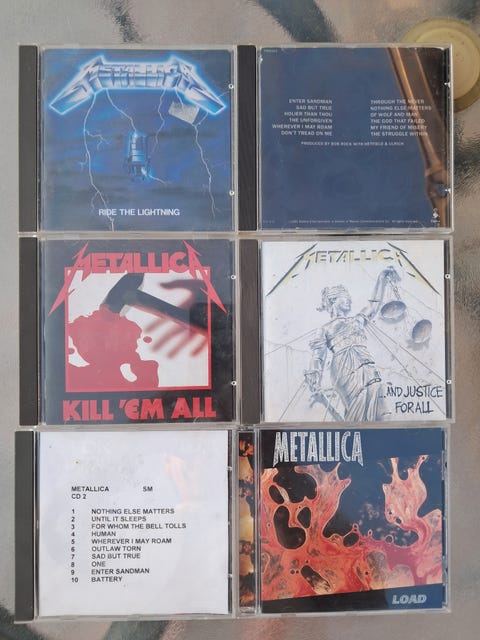 METALLICA
RIDE THE LIGHTNING
ENTER SANDMAN
SAD BUT TRUE
HOLIER THAN THOU
THE UNFORGIVEN
WHEREVER I MAY ROAM
DON'T TREAD ON ME
THROUGH THE NEVER
NOTHING ELSE MATTERS
OF WOLF AND MAN
THE GOD THAT FAILED
MY FRIEND OF MISERY
THE STRUGGLE WITHIN
PRODUCED BY BOB ROCK WITH HETFIELD & ULRICH
METALLICA
KILL 'EM ALL
METALLICA
...AND JUSTICE
... FOR ALL
METALLICA SM
CD 2
1 NOTHING ELSE MATTERS
2 UNTIL IT SLEEPS
3 FOR WHOM THE BELL TOLLS
4 HUMAN
5 WHEREVER I MAY ROAM
6 OUTLAW TORN
7 SAD BUT TRUE
8 ONE
9 ENTER SANDMAN
10 BATTERY
METALLICA
LOAD